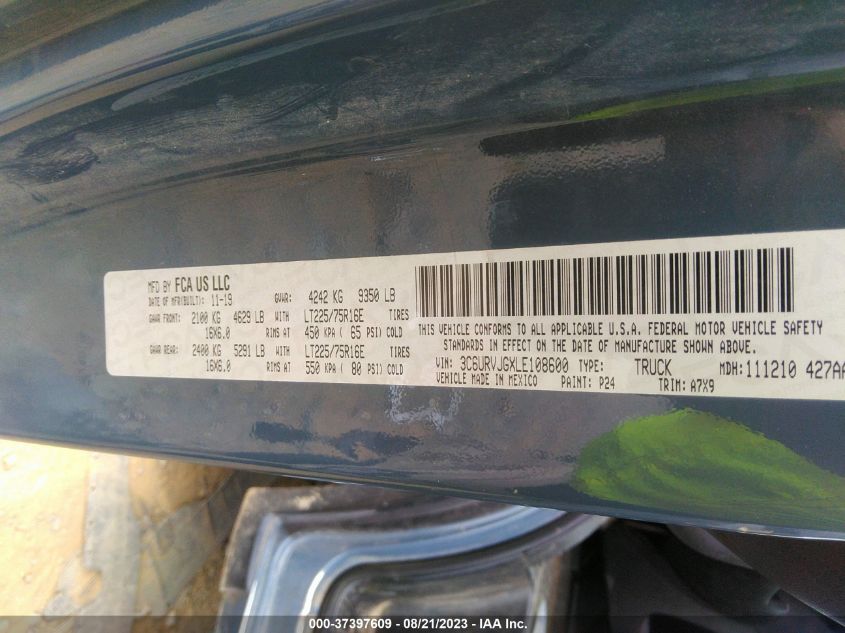 MFD BY FCA US LLC
DATE OF MFR(BUILT): 11-19 GVWR: 4242 KG 9350 LB
GAWR FRONT: 2100 KG 4629 LB WITH LT225/75R16E TIRES
16X6.0 RIMS AT 450 KPA ( 65 PSI) COLD
GAWR REAR: 2400 KG 5291 LB WITH LT225/75R16E TIRES
16X6.0 RIMS AT 550 KPA ( 80 PSI) COLD
THIS VEHICLE CONFORMS TO ALL APPLICABLE U.S.A. FEDERAL MOTOR VEHICLE SAFETY
STANDARDS IN EFFECT ON THE DATE OF MANUFACTURE SHOWN ABOVE.
VIN: 3C6URVJGXLE108600 TYPE: TRUCK MDH: 111210 427AA
VEHICLE MADE IN MEXICO PAINT: P24 TRIM: A7X9
000-37397609 - 08/21/2023 - IAA Inc.